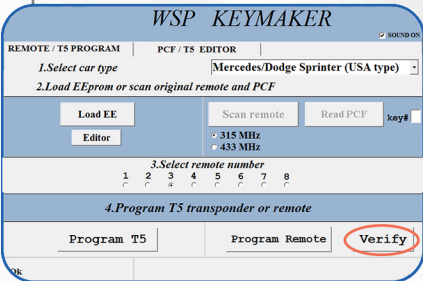 WSP KEYMAKER
SOUND ON
REMOTE / T5 PROGRAM PCF / T5 EDITOR
1.Select car type Mercedes/Dodge Sprinter (USA type)
2.Load EEprom or scan original remote and PCF
Load EE Scan remote Read PCF key#
Editor 315 MHz
433 MHz
3.Select remote number
1 2 3 4 5 6 7 8
4.Program T5 transponder or remote
Program T5 Program Remote Verify
Ok